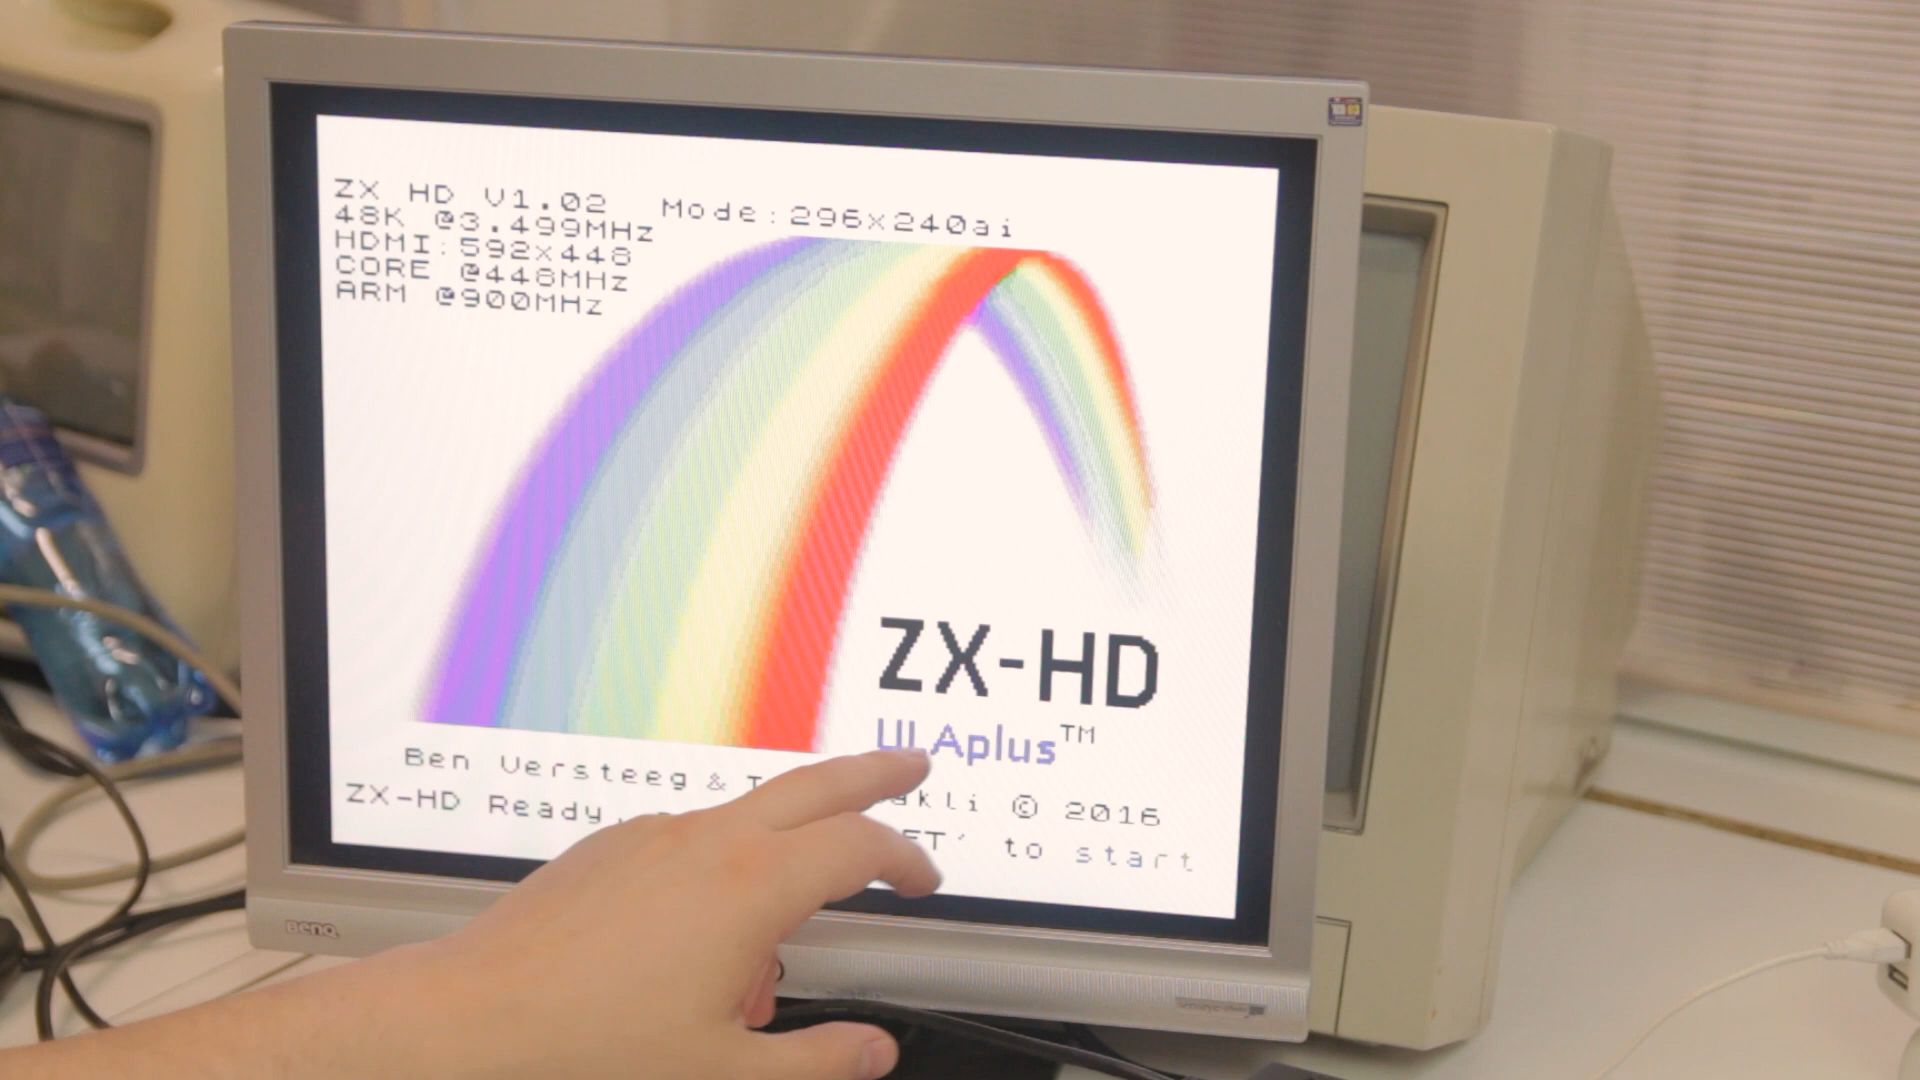 ZX HD V1.02
Mode:296x240ai
48K @3.499MHz
HDMI:592x448
CORE @448MHz
ARM @900MHz
ZX-HD
ULAplus™
Ben Versteeg & akli © 2016
ZX-HD Ready, to start
BenQ